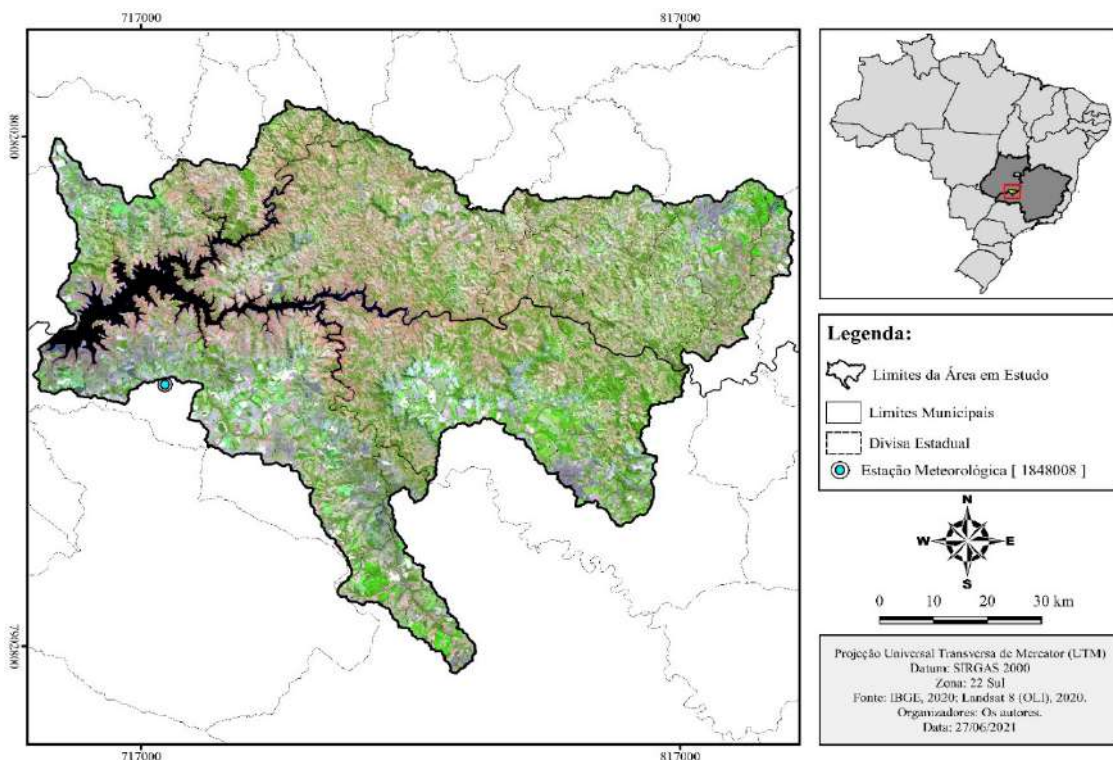 717000
817000
8002800
7902800
717000
817000
Legenda:
Limites da Área em Estudo
Limites Municipais
Divisa Estadual
Estação Meteorológica [ 1848008 ]
N
W
E
S
0 10 20 30 km
Projeção Universal Transversa de Mercator (UTM)
Datum: SIRGAS 2000
Zona: 22 Sul
Fonte: IBGE, 2020; Landsat 8 (OLI), 2020.
Organizadores: Os autores.
Data: 27/06/2021